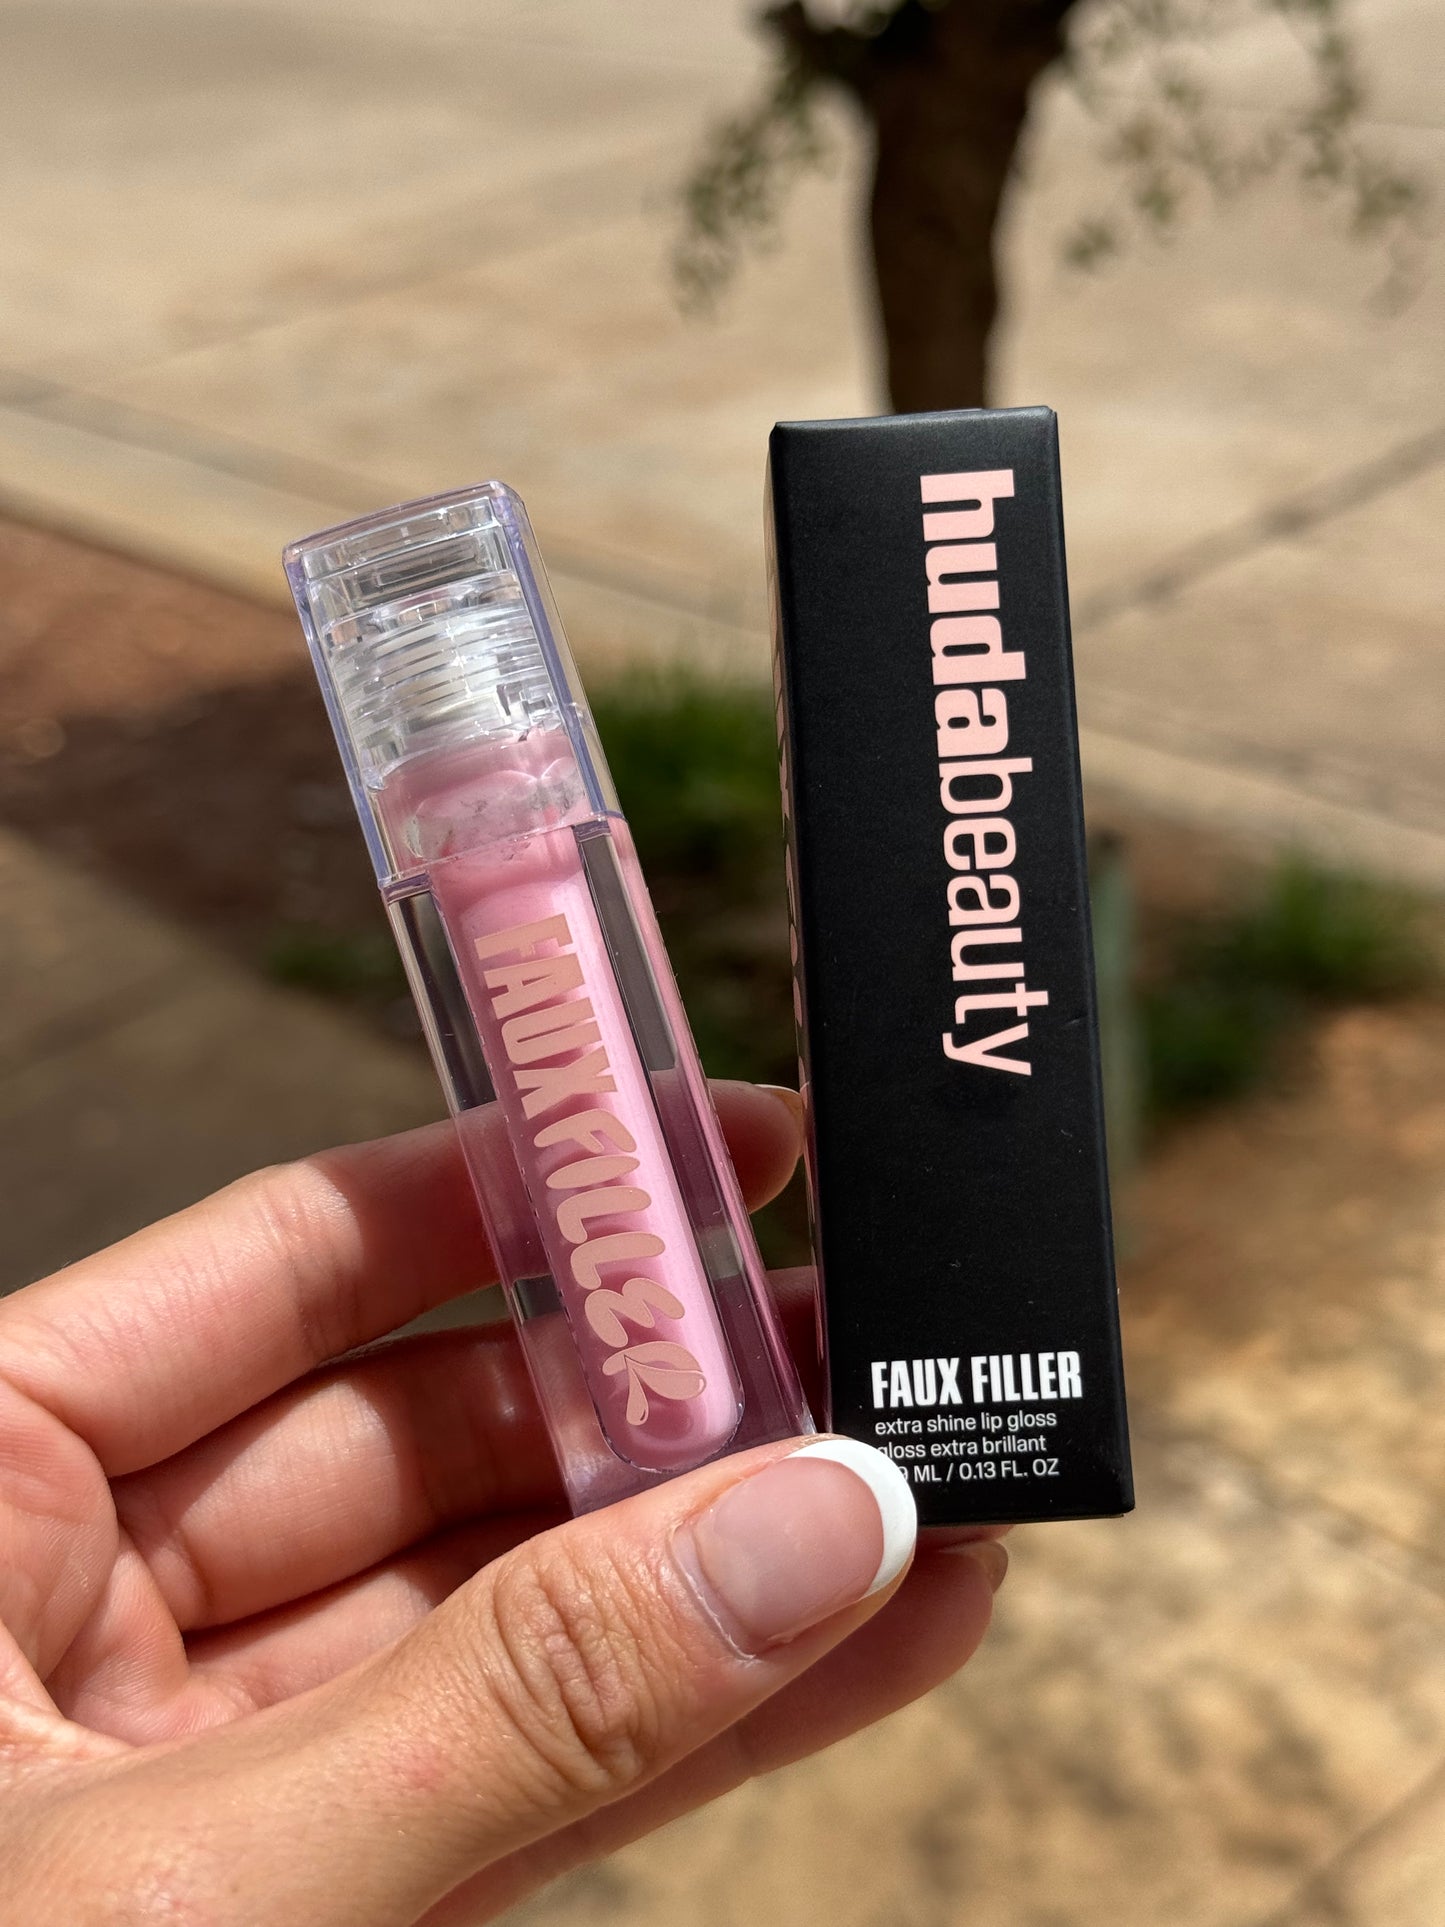 FAUX FILLER
hudabeauty
FAUX FILLER
extra shine lip gloss
gloss extra brillant
ML / 0.13 FL. OZ